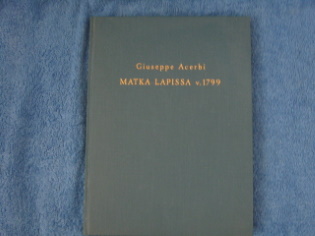 Giuseppe Acerbi
MATKA LAPISSA v. 1799